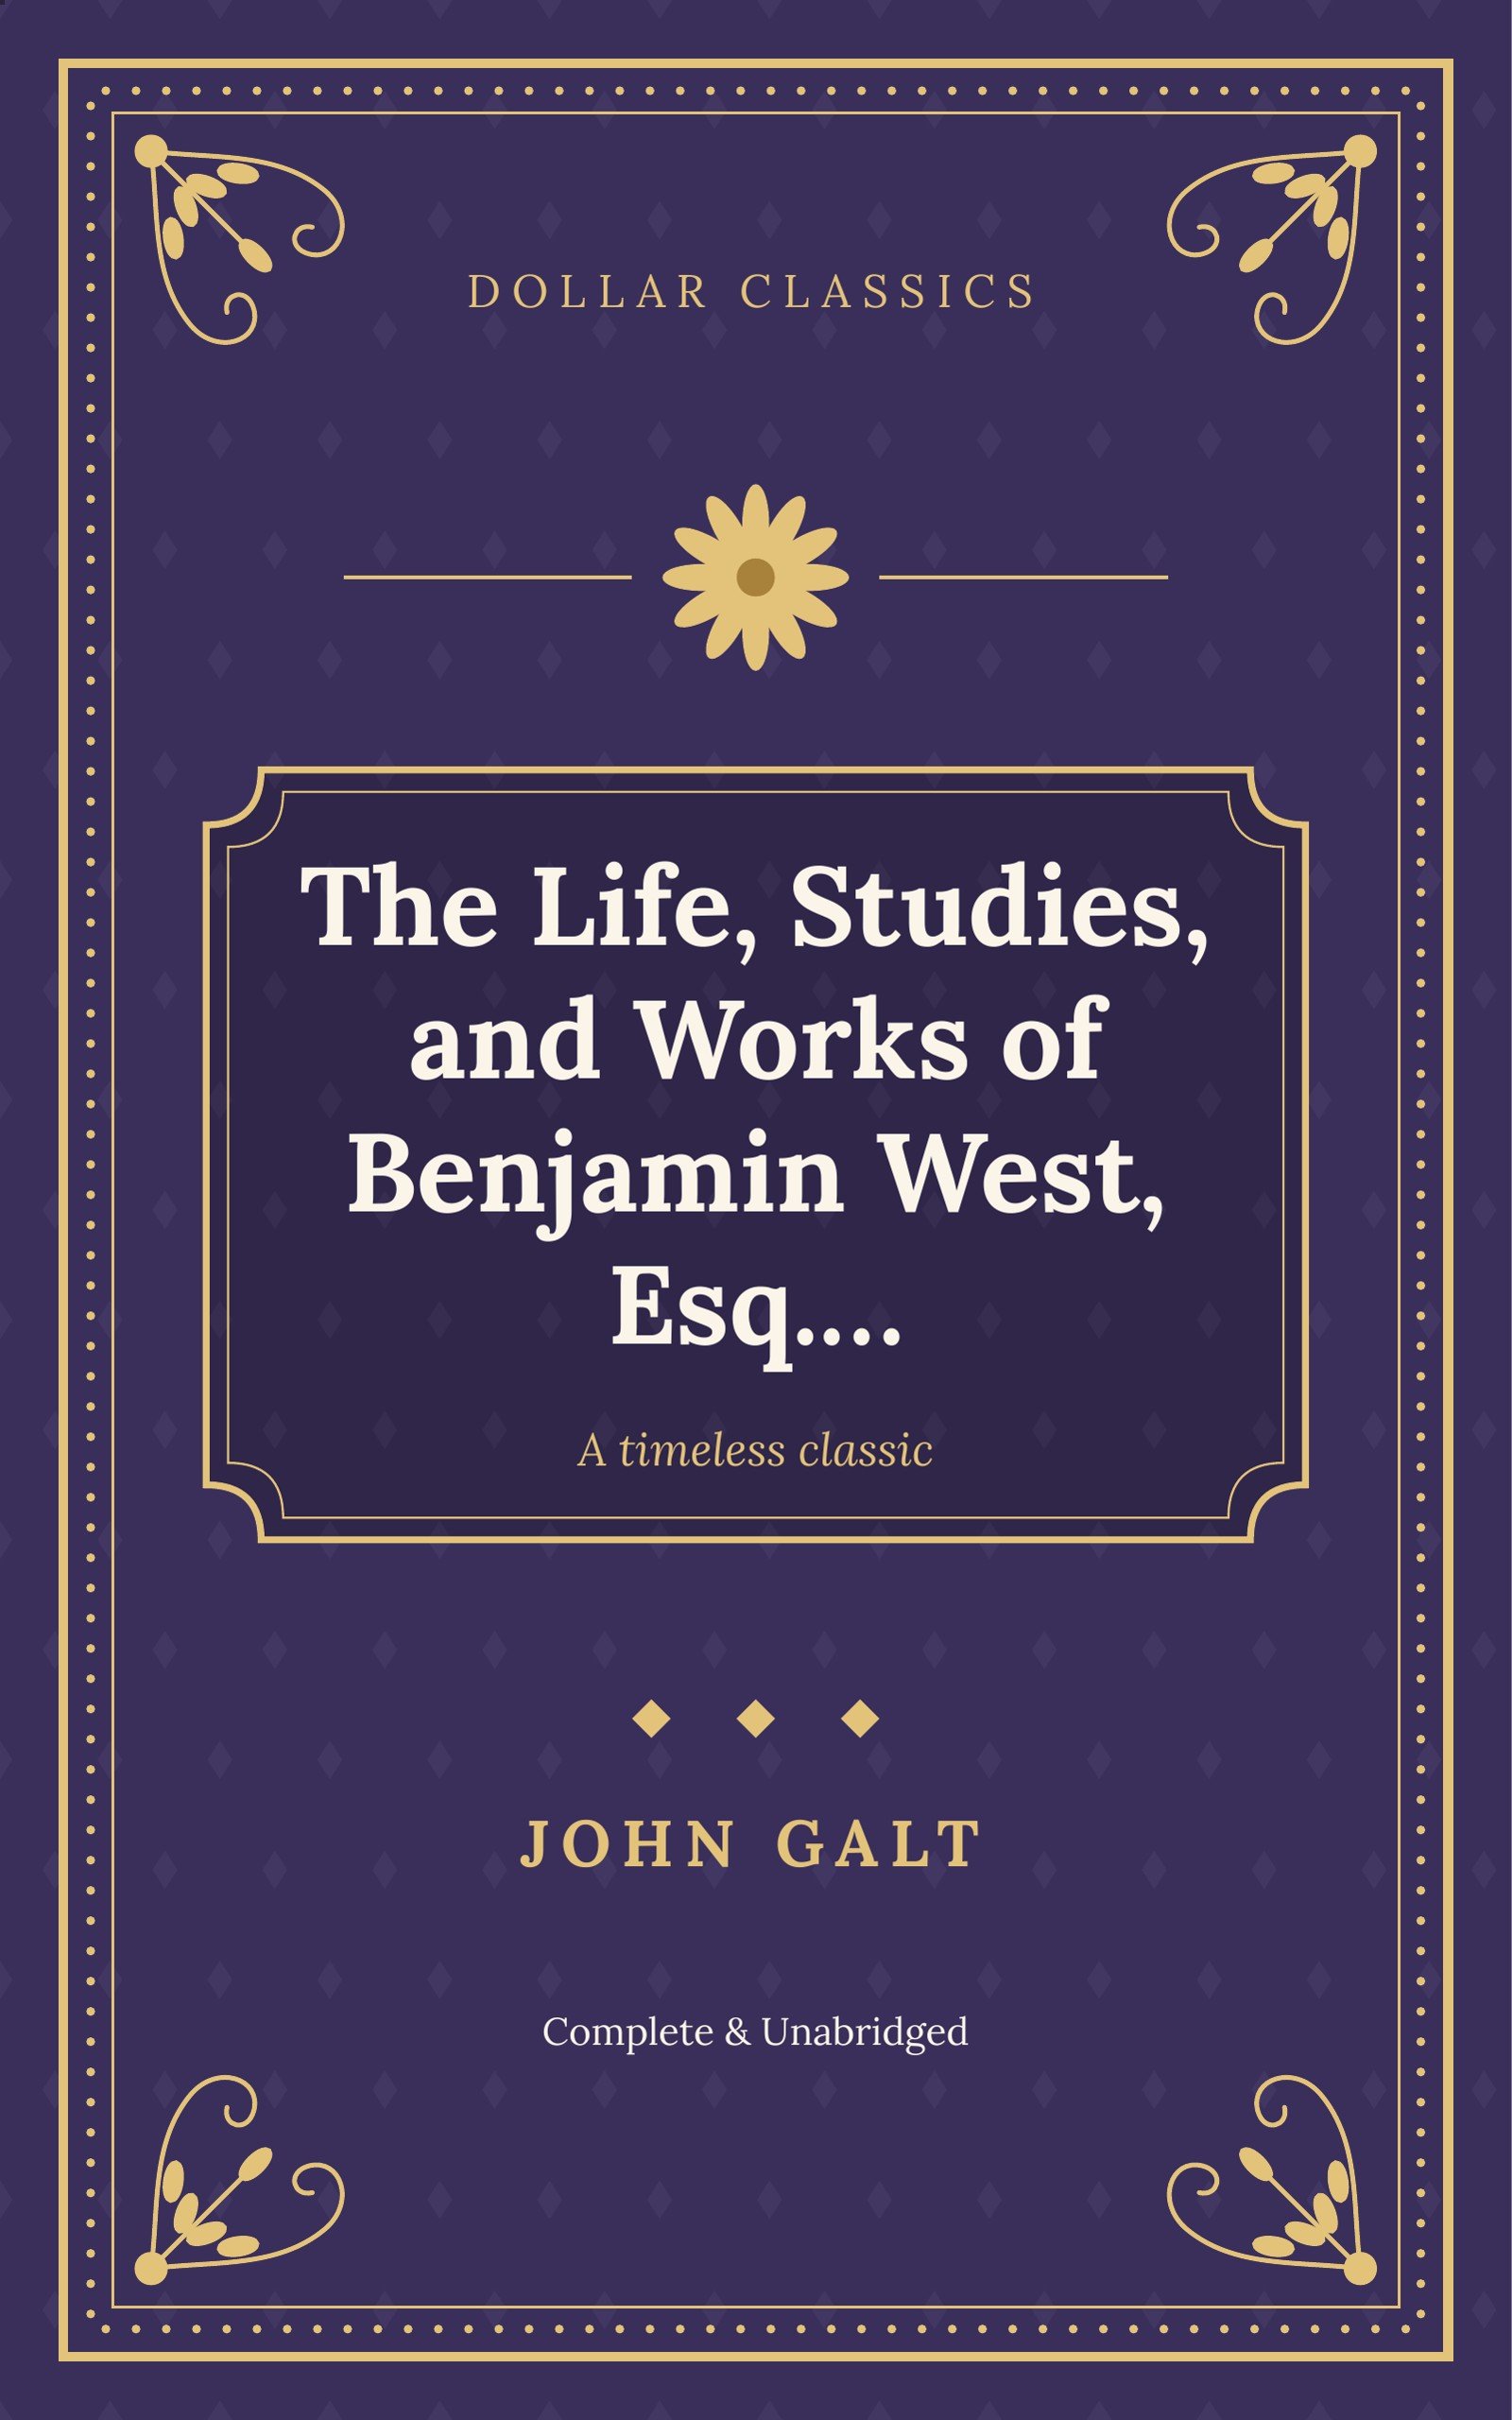 DOLLAR CLASSICS
The Life, Studies,
and Works of
Benjamin West,
Esq....
A timeless classic
JOHN GALT
Complete & Unabridged